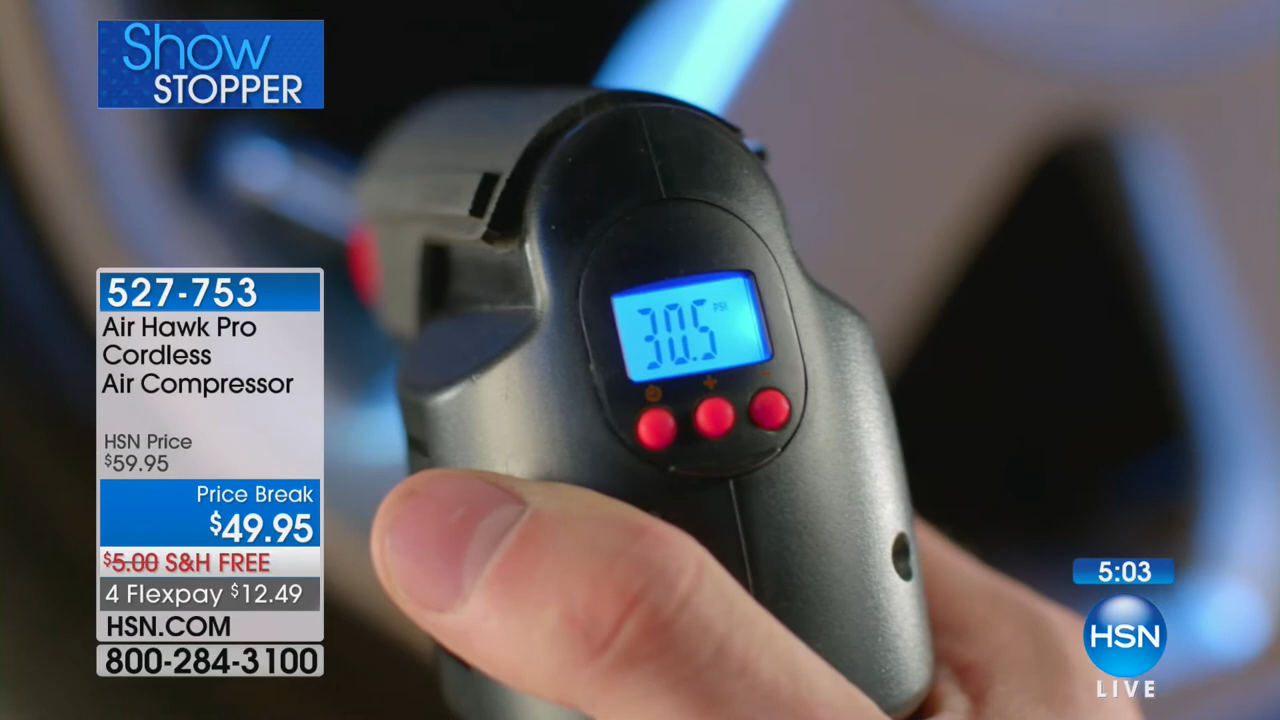 Show
STOPPER
527-753
Air Hawk Pro
Cordless
Air Compressor
HSN Price
$59.95
Price Break
$49.95
$5.00 S&H FREE
4 Flexpay $12.49
HSN.COM
800-284-3100
30.5 PSI
5:03
HSN
LIVE